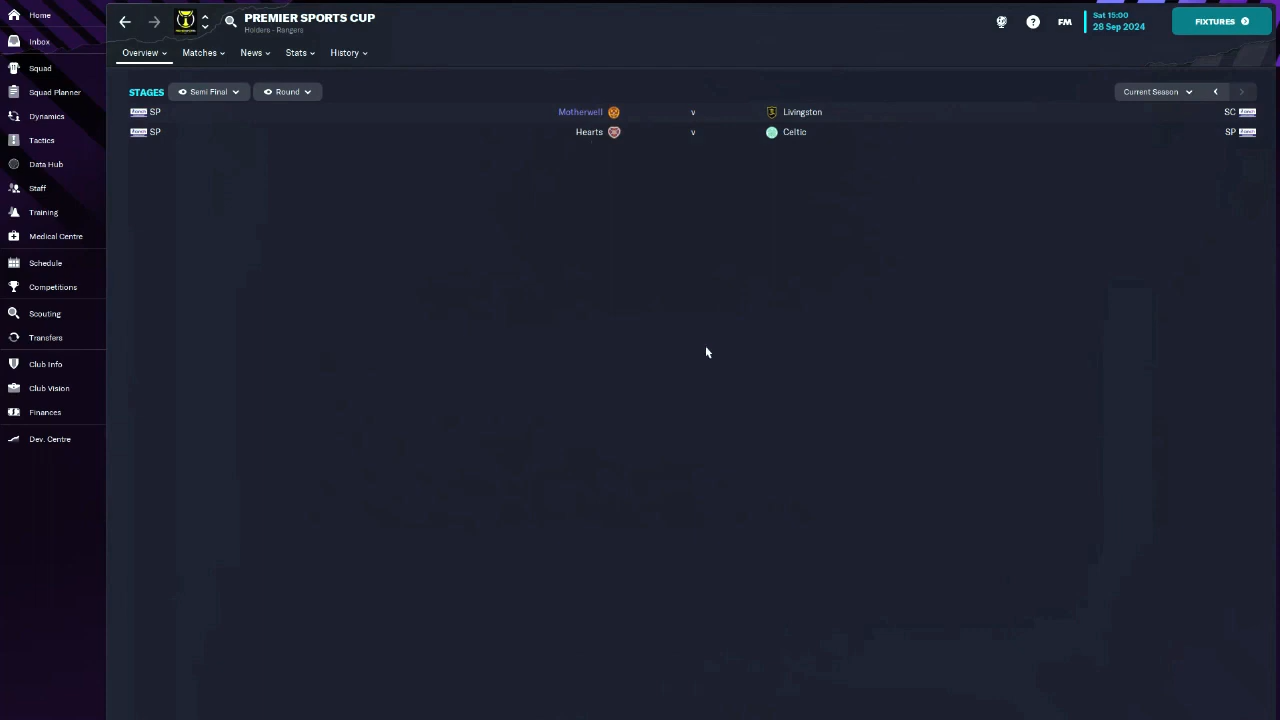 Home
Inbox
Squad
Squad Planner
Dynamics
Tactics
Data Hub
Staff
Training
Medical Centre
Schedule
Competitions
Scouting
Transfers
Club Info
Club Vision
Finances
Dev. Centre
PREMIER SPORTS CUP
Holders - Rangers
FM
Sat 15:00
28 Sep 2024
FIXTURES
Overview Matches News Stats History
STAGES Semi Final Round Current Season
SP Motherwell v Livingston SC
SP Hearts v Celtic SP